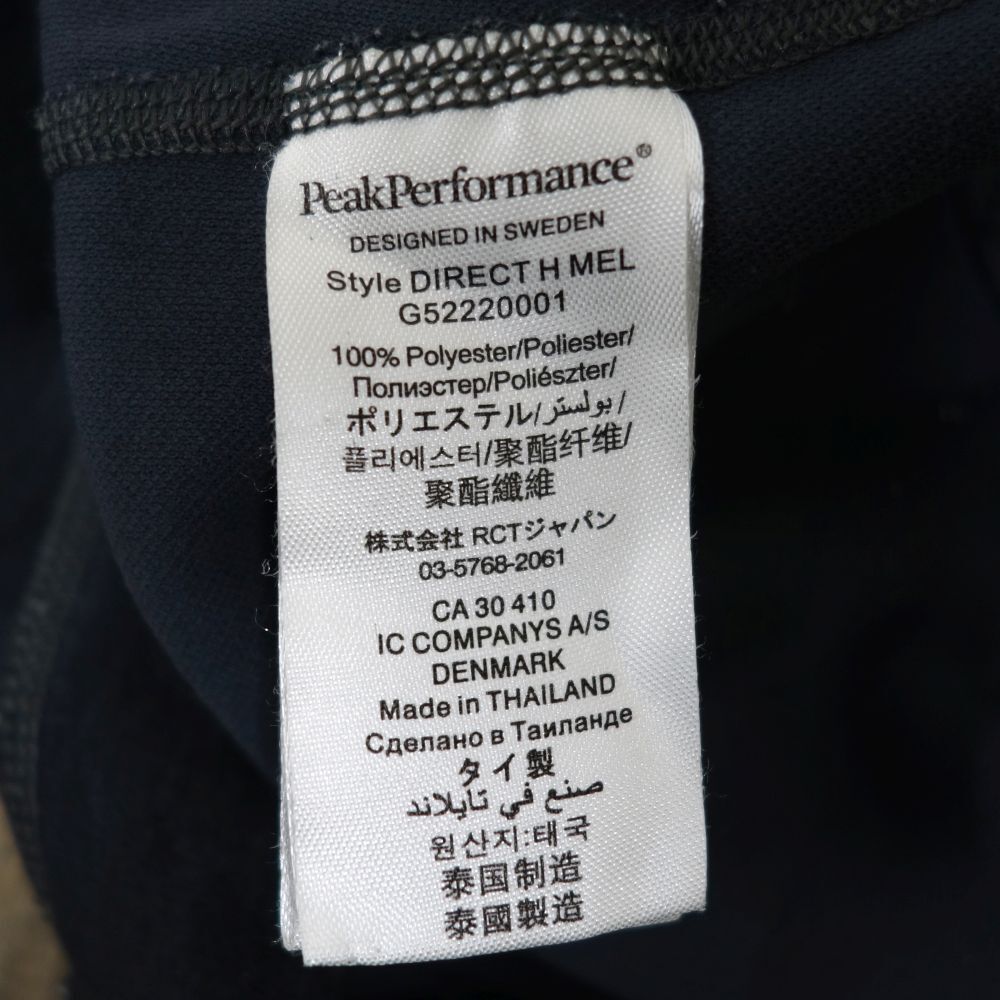 PeakPerformance®
DESIGNED IN SWEDEN
Style DIRECT H MEL
G52220001
100% Polyester/Poliester/
Полиэстер/Poliészter/
ポリエステル/بولستر/
폴리에스터/聚酯纤维/
聚酯纖維
株式会社 RCTジャパン
03-5768-2061
CA 30 410
IC COMPANYS A/S
DENMARK
Made in THAILAND
Сделано в Таиланде
タイ製
صنع في تايلاند
원산지:태국
泰国制造
泰國製造